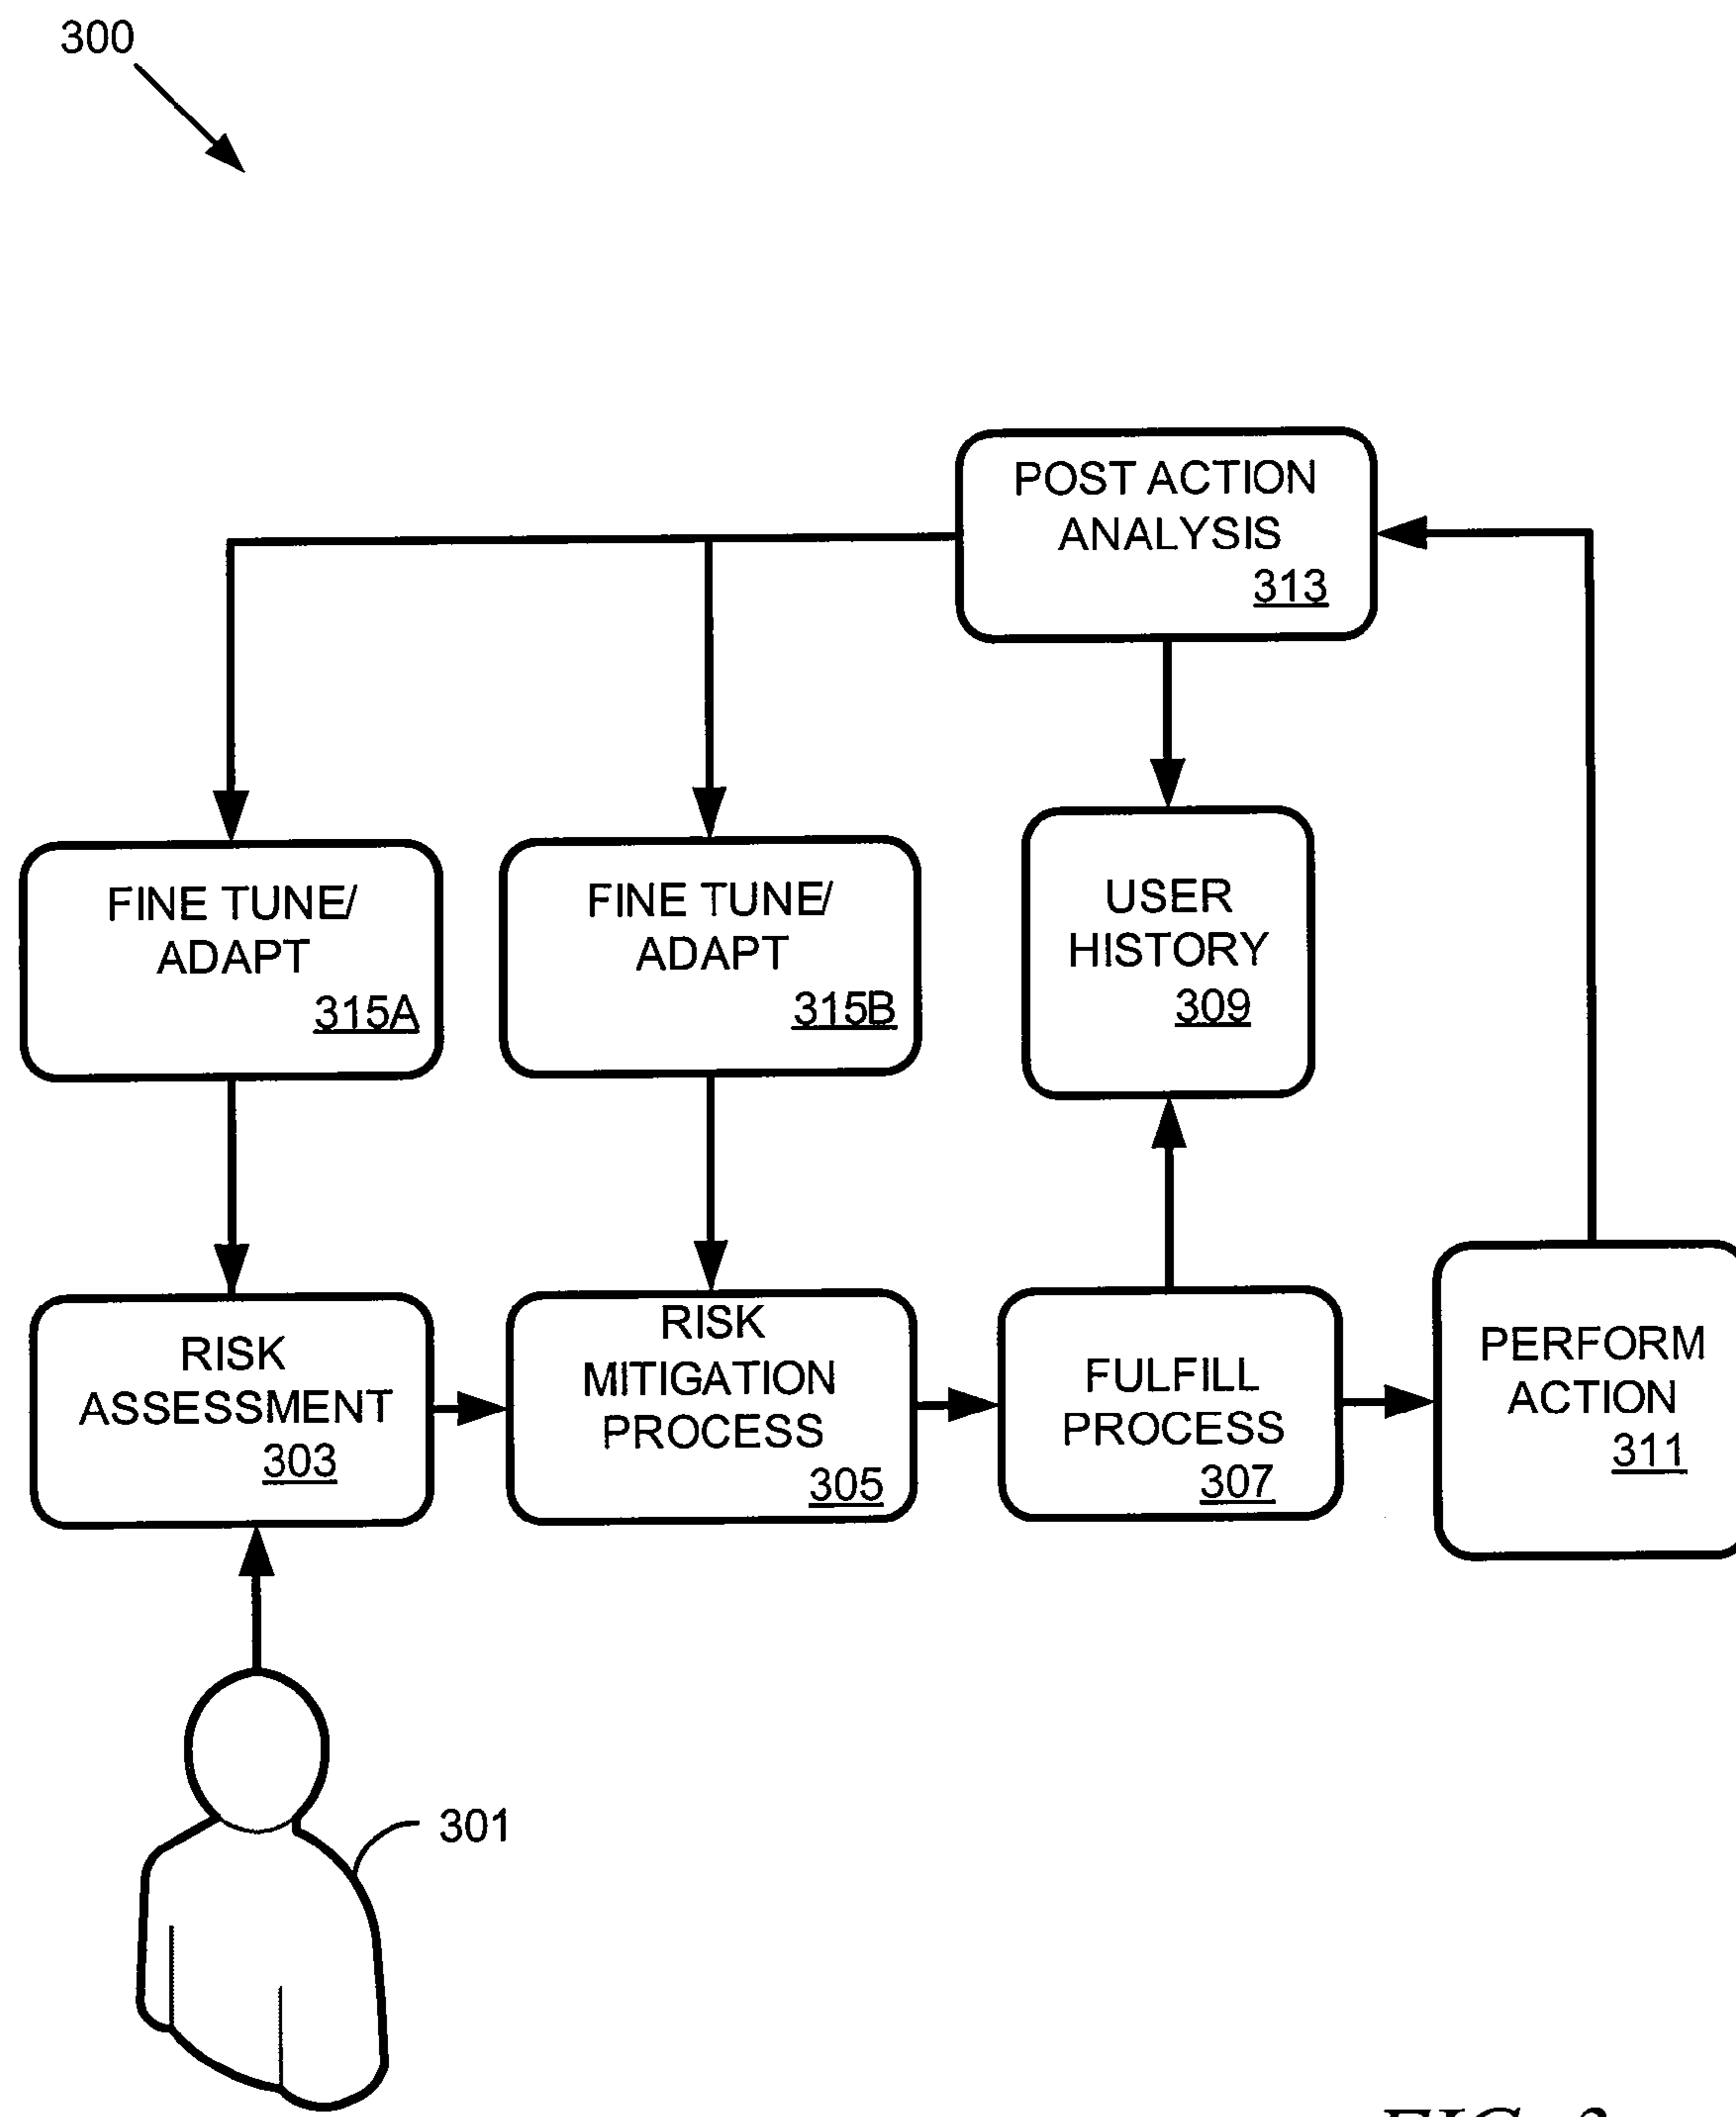 300
POST ACTION
ANALYSIS
313
FINE TUNE/
ADAPT
315A
FINE TUNE/
ADAPT
315B
USER
HISTORY
309
RISK
ASSESSMENT
303
RISK
MITIGATION
PROCESS
305
FULFILL
PROCESS
307
PERFORM
ACTION
311
301